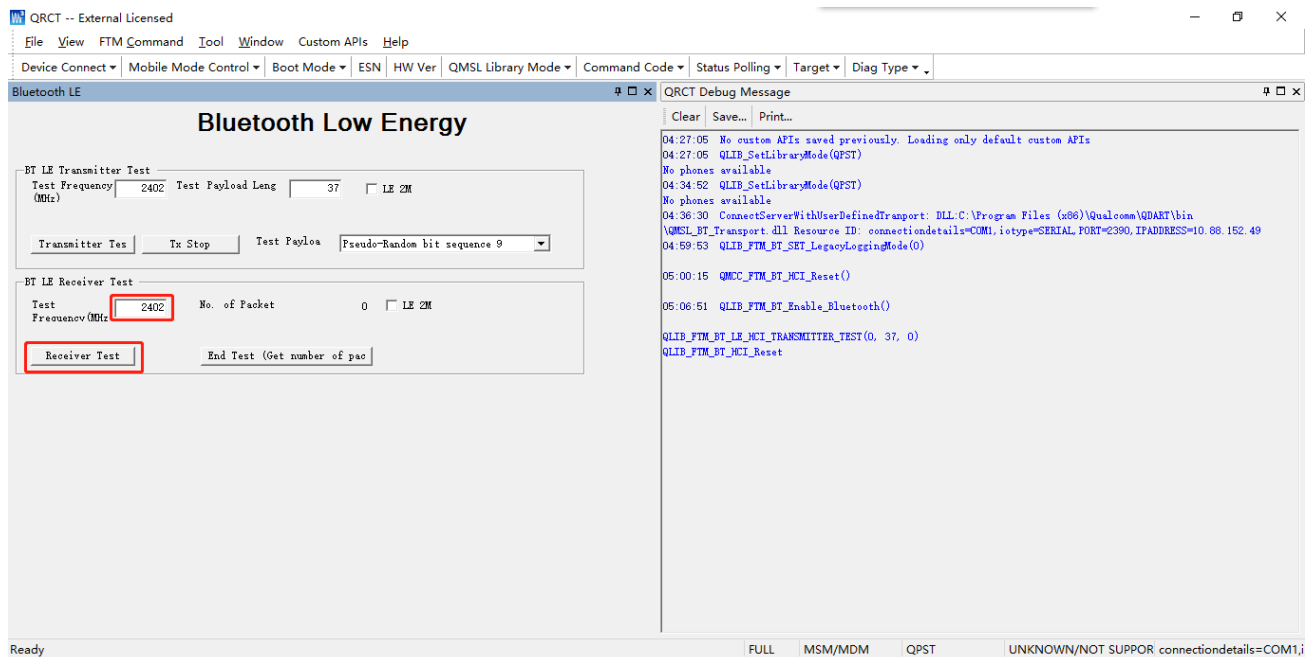 QRCT -- External Licensed
File View FTM Command Tool Window Custom APIs Help
Device Connect Mobile Mode Control Boot Mode ESN HW Ver QMSL Library Mode Command Code Status Polling Target Diag Type
Bluetooth LE
Bluetooth Low Energy
BT LE Transmitter Test
Test Frequency 2402 Test Payload Leng 37 LE 2M
(MHz)
Transmitter Tes Tx Stop Test Payloa Pseudo-Random bit sequence 9
BT LE Receiver Test
Test 2402 No. of Packet 0 LE 2M
Frequency(MHz
Receiver Test End Test (Get number of pac
QRCT Debug Message
Clear Save... Print...
04:27:05 No custom APIs saved previously. Loading only default custom APIs
04:27:05 QLIB_SetLibraryMode(QPST)
No phones available
04:34:52 QLIB_SetLibraryMode(QPST)
No phones available
04:36:30 ConnectServerWithUserDefinedTranport: DLL:C:\Program Files (x86)\Qualcomm\QDART\bin
\QMSL_BT_Transport.dll Resource ID: connectiondetails=COM1,iotype=SERIAL,PORT=2390,IPADDRESS=10.88.152.49
04:59:53 QLIB_FTM_BT_SET_LegacyLoggingMode(0)
05:00:15 QMCC_FTM_BT_HCI_Reset()
05:06:51 QLIB_FTM_BT_Enable_Bluetooth()
QLIB_FTM_BT_LE_HCI_TRANSMITTER_TEST(0, 37, 0)
QLIB_FTM_BT_HCI_Reset
Ready FULL MSM/MDM QPST UNKNOWN/NOT SUPPOR connectiondetails=COM1,i